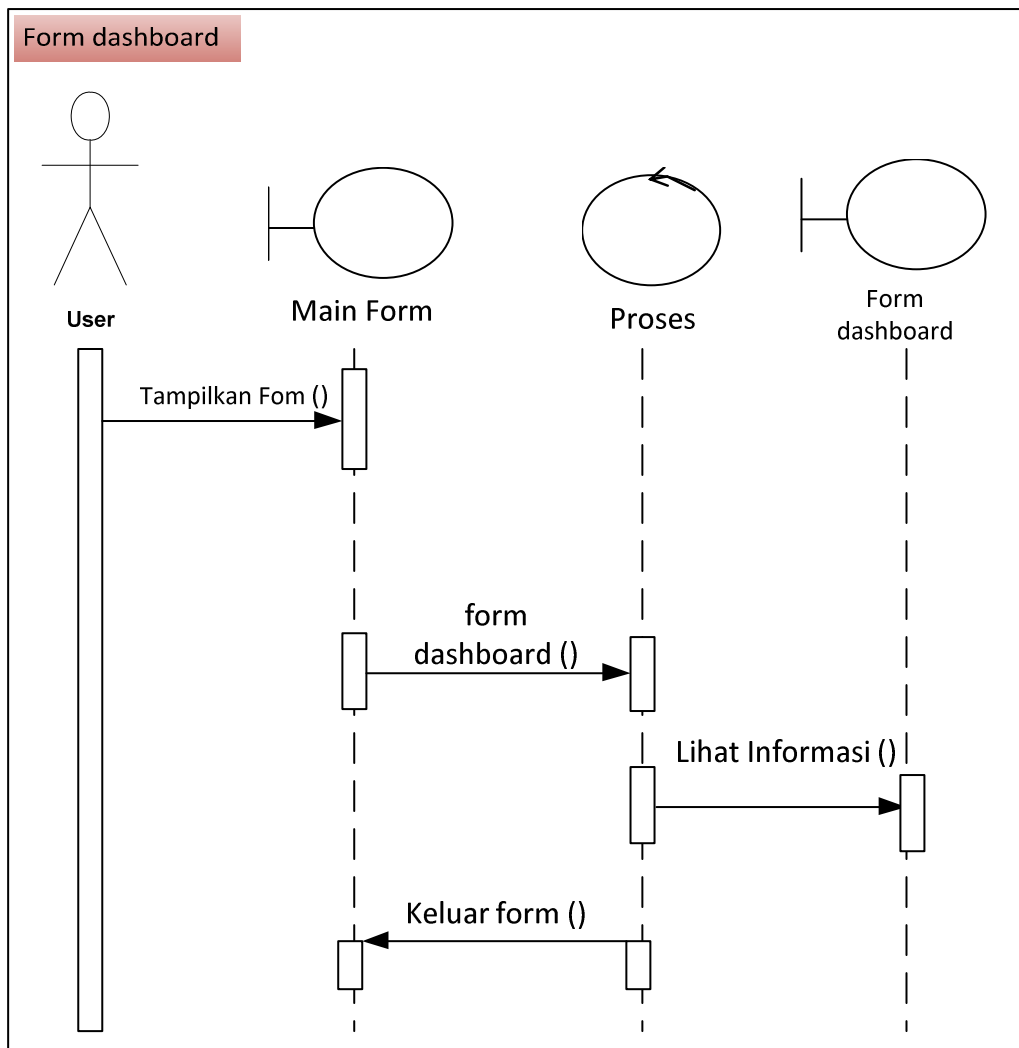 Form dashboard
User
Main Form
Proses
Form
dashboard
Tampilkan Fom ()
form
dashboard ()
Lihat Informasi ()
Keluar form ()